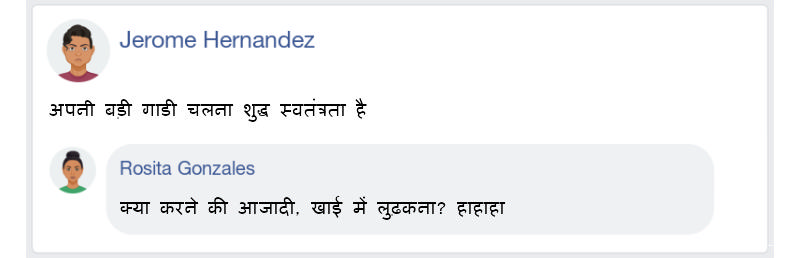 Jerome Hernandez
अपनी बड़ी गाडी चलना शुद्ध स्वतंत्रता है
Rosita Gonzales
क्या करने की आजादी, खाई में लुढकना? हाहाहा